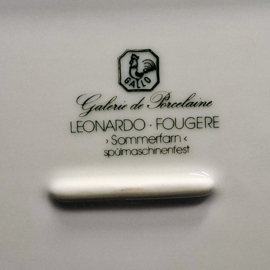 GALLO
Galerie de Porcelaine
LEONARDO · FOUGERE
› Sommerfarn ‹
spülmaschinenfest